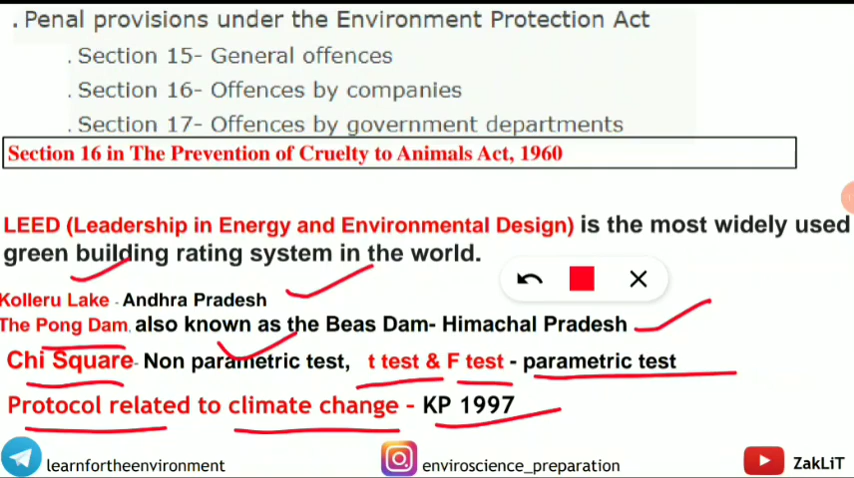 . Penal provisions under the Environment Protection Act
. Section 15- General offences
. Section 16- Offences by companies
. Section 17- Offences by government departments
Section 16 in The Prevention of Cruelty to Animals Act, 1960
LEED (Leadership in Energy and Environmental Design) is the most widely used
green building rating system in the world.
Kolleru Lake - Andhra Pradesh
The Pong Dam, also known as the Beas Dam- Himachal Pradesh
Chi Square- Non parametric test, t test & F test - parametric test
Protocol related to climate change - KP 1997
learnfortheenvironment enviroscience_preparation ZakLiT